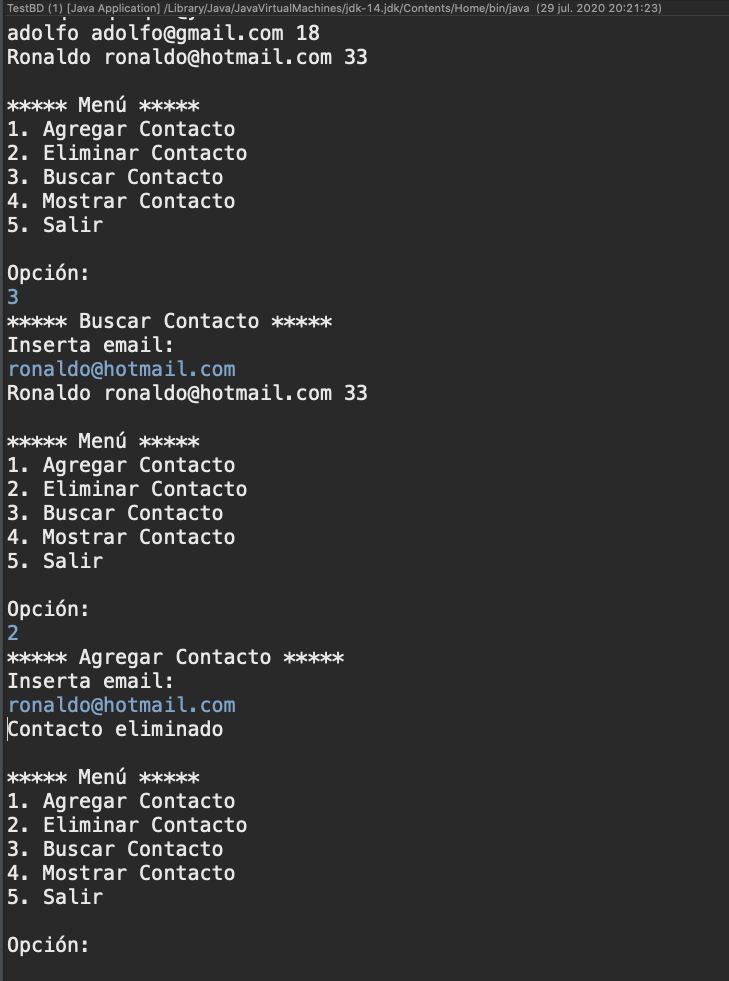 TestBD (1) [Java Application] /Library/Java/JavaVirtualMachines/jdk-14.jdk/Contents/Home/bin/java (29 jul. 2020 20:21:23)
adolfo adolfo@gmail.com 18
Ronaldo ronaldo@hotmail.com 33
***** Menú *****
1. Agregar Contacto
2. Eliminar Contacto
3. Buscar Contacto
4. Mostrar Contacto
5. Salir
Opción:
3
***** Buscar Contacto *****
Inserta email:
ronaldo@hotmail.com
Ronaldo ronaldo@hotmail.com 33
***** Menú *****
1. Agregar Contacto
2. Eliminar Contacto
3. Buscar Contacto
4. Mostrar Contacto
5. Salir
Opción:
2
***** Agregar Contacto *****
Inserta email:
ronaldo@hotmail.com
Contacto eliminado
***** Menú *****
1. Agregar Contacto
2. Eliminar Contacto
3. Buscar Contacto
4. Mostrar Contacto
5. Salir
Opción: